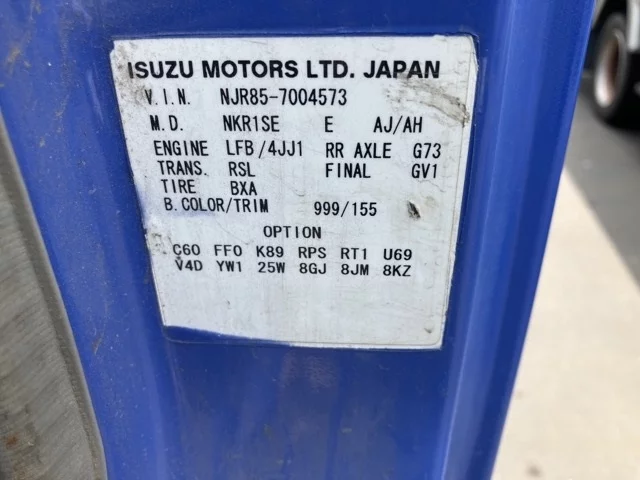 ISUZU MOTORS LTD. JAPAN
V.I.N. NJR85-7004573
M.D. NKR1SE E AJ/AH
ENGINE LFB/4JJ1 RR AXLE G73
TRANS. RSL FINAL GV1
TIRE BXA
B.COLOR/TRIM 999/155
OPTION
C60 FF0 K89 RPS RT1 U69
V4D YW1 25W 8GJ 8JM 8KZ